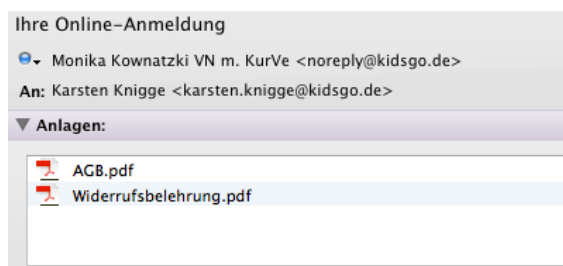 Ihre Online-Anmeldung
Monika Kownatzki VN m. KurVe <noreply@kidsgo.de>
An: Karsten Knigge <karsten.knigge@kidsgo.de>
Anlagen:
AGB.pdf
Widerrufsbelehrung.pdf